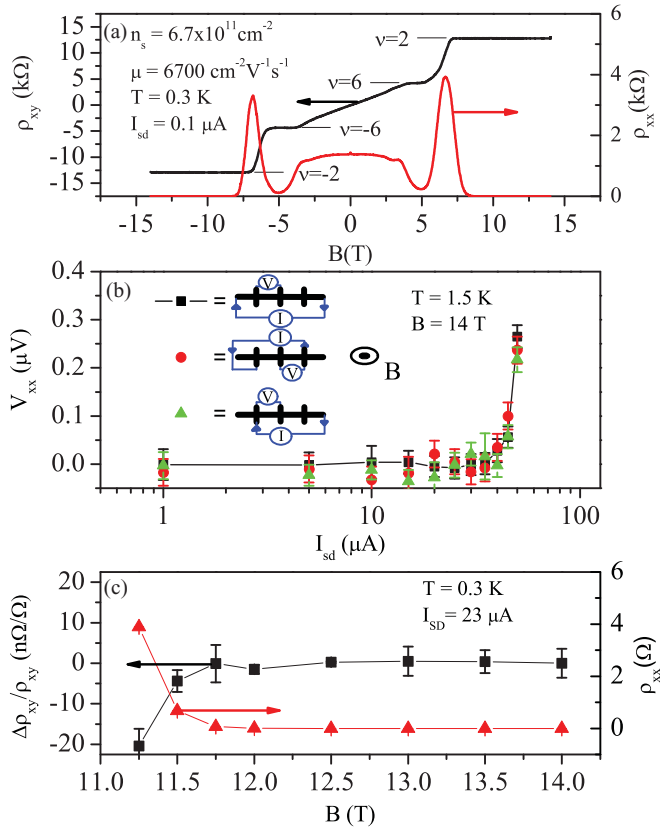 (a)
n_s = 6.7x10^11 cm^-2
μ = 6700 cm^-2V^-1s^-1
T = 0.3 K
I_sd = 0.1 μA
ν=2
ν=6
ν=-6
ν=-2
ρ_xy (kΩ)
15
10
5
0
-5
-10
-15
ρ_xx (kΩ)
6
4
2
0
-15 -10 -5 0 5 10 15
B(T)
(b)
T = 1.5 K
B = 14 T
= V I
= I V
= V I
B
V_xx (μV)
0.4
0.3
0.2
0.1
0.0
1 10 100
I_sd (μA)
(c)
T = 0.3 K
I_SD = 23 μA
Δρ_xy/ρ_xy (nΩ/Ω)
20
10
0
-10
-20
ρ_xx (Ω)
6
4
2
0
11.0 11.5 12.0 12.5 13.0 13.5 14.0
B (T)